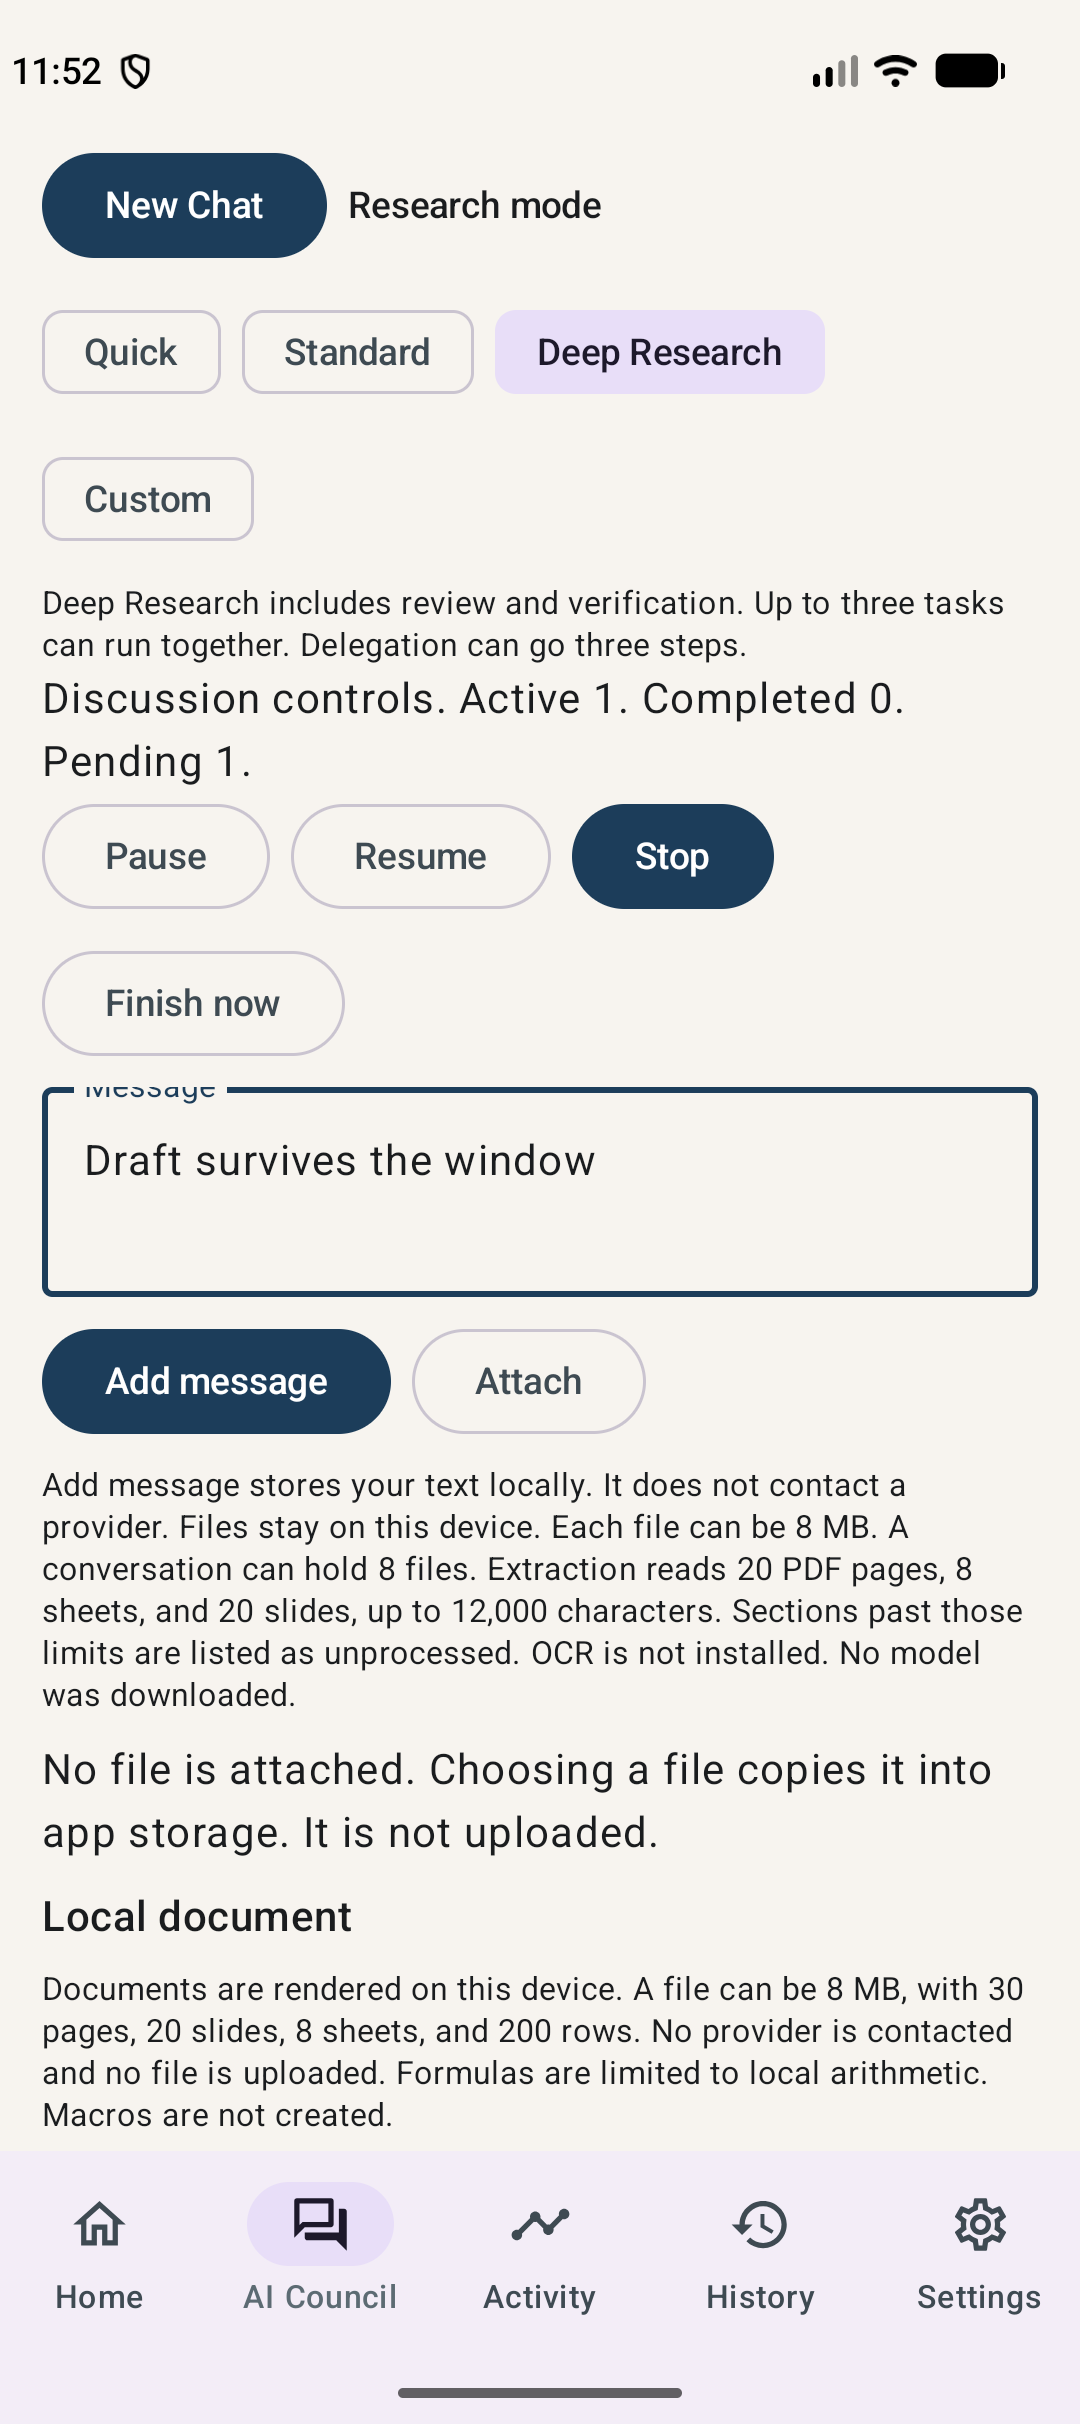 11:52
New Chat Research mode
Quick Standard Deep Research
Custom
Deep Research includes review and verification. Up to three tasks
can run together. Delegation can go three steps.
Discussion controls. Active 1. Completed 0.
Pending 1.
Pause Resume Stop
Finish now
Message
Draft survives the window
Add message Attach
Add message stores your text locally. It does not contact a
provider. Files stay on this device. Each file can be 8 MB. A
conversation can hold 8 files. Extraction reads 20 PDF pages, 8
sheets, and 20 slides, up to 12,000 characters. Sections past those
limits are listed as unprocessed. OCR is not installed. No model
was downloaded.
No file is attached. Choosing a file copies it into
app storage. It is not uploaded.
Local document
Documents are rendered on this device. A file can be 8 MB, with 30
pages, 20 slides, 8 sheets, and 200 rows. No provider is contacted
and no file is uploaded. Formulas are limited to local arithmetic.
Macros are not created.
Home AI Council Activity History Settings